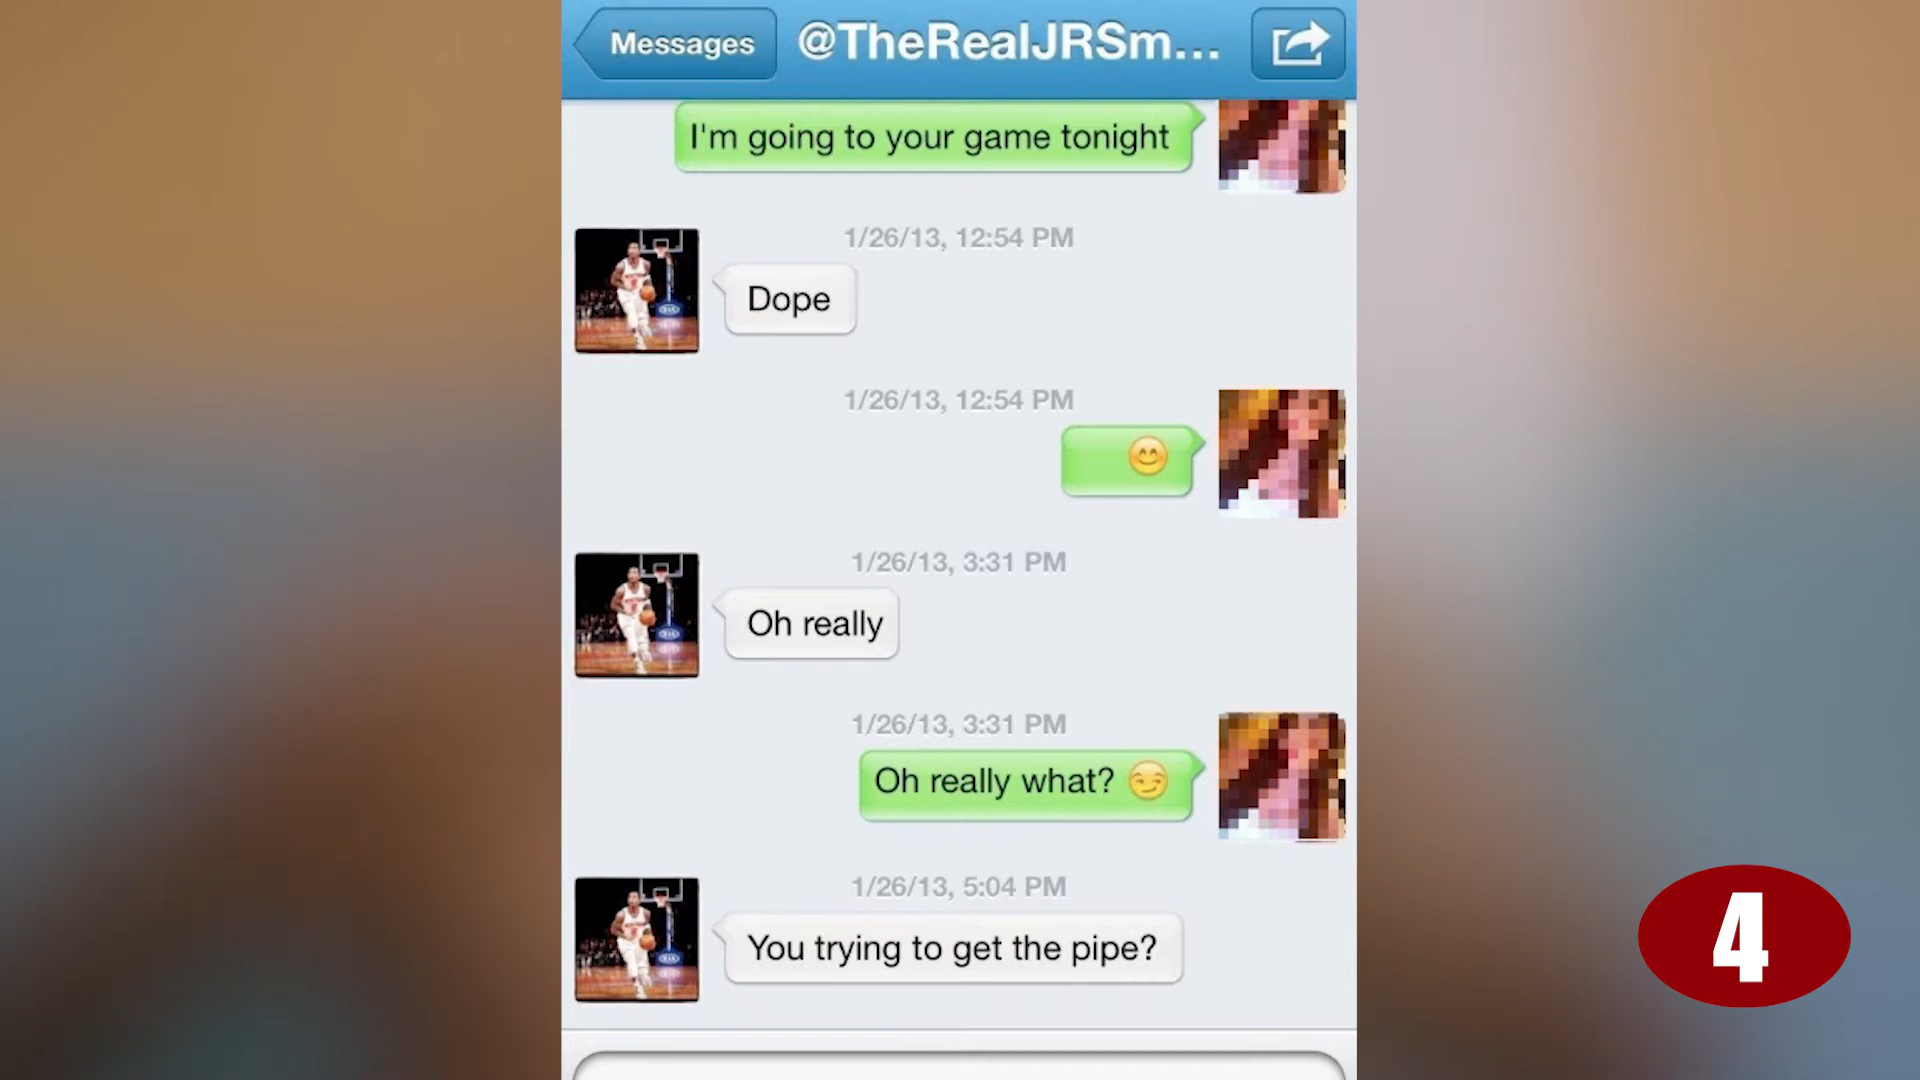 Messages
@TheRealJRSm...
I'm going to your game tonight
1/26/13, 12:54 PM
Dope
1/26/13, 12:54 PM
😊
1/26/13, 3:31 PM
Oh really
1/26/13, 3:31 PM
Oh really what? 😏
1/26/13, 5:04 PM
You trying to get the pipe?
4